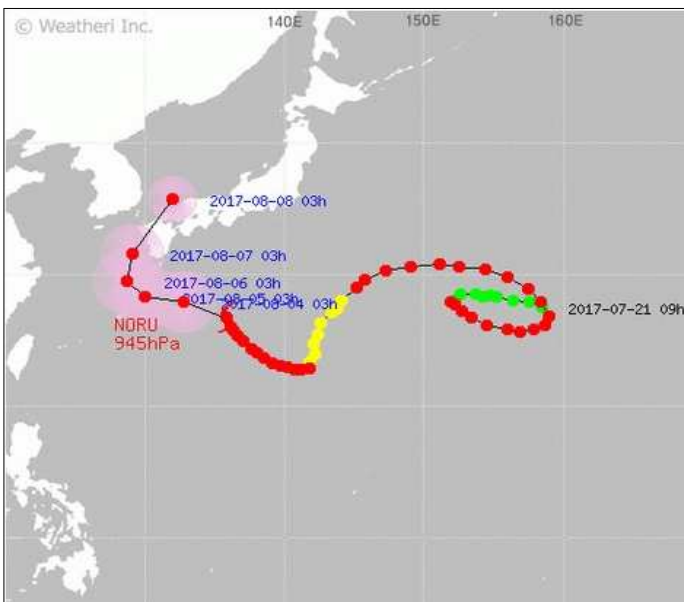 © Weatheri Inc.
140E
150E
160E
2017-08-08 03h
2017-08-07 03h
2017-08-06 03h
2017-08-05 03h
2017-08-04 03h
2017-07-21 09h
NORU
945hPa